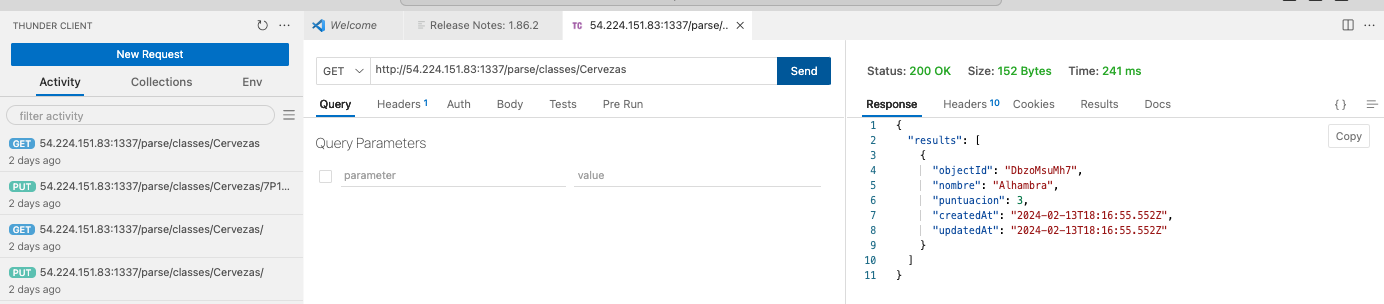 THUNDER CLIENT
New Request
Activity Collections Env
filter activity
GET 54.224.151.83:1337/parse/classes/Cervezas
2 days ago
PUT 54.224.151.83:1337/parse/classes/Cervezas/7P1...
2 days ago
GET 54.224.151.83:1337/parse/classes/Cervezas/
2 days ago
PUT 54.224.151.83:1337/parse/classes/Cervezas/
2 days ago
Welcome Release Notes: 1.86.2 TC 54.224.151.83:1337/parse/..
GET http://54.224.151.83:1337/parse/classes/Cervezas Send
Query Headers 1 Auth Body Tests Pre Run
Query Parameters
parameter value
Status: 200 OK Size: 152 Bytes Time: 241 ms
Response Headers 10 Cookies Results Docs { }
Copy
1 {
2 "results": [
3 {
4 "objectId": "DbzoMsuMh7",
5 "nombre": "Alhambra",
6 "puntuacion": 3,
7 "createdAt": "2024-02-13T18:16:55.552Z",
8 "updatedAt": "2024-02-13T18:16:55.552Z"
9 }
10 ]
11 }